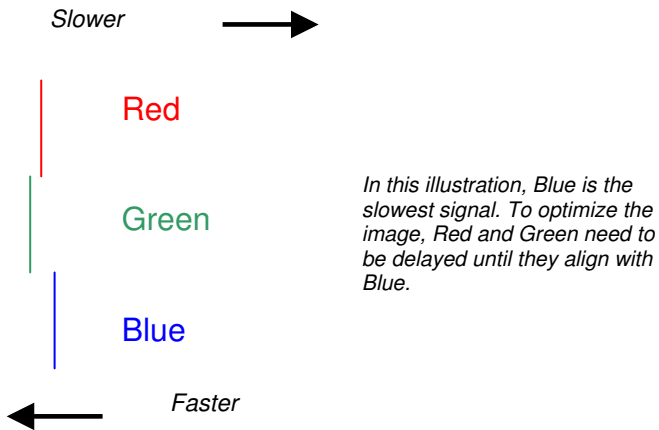 Slower
Red
Green
Blue
In this illustration, Blue is the
slowest signal. To optimize the
image, Red and Green need to
be delayed until they align with
Blue.
Faster